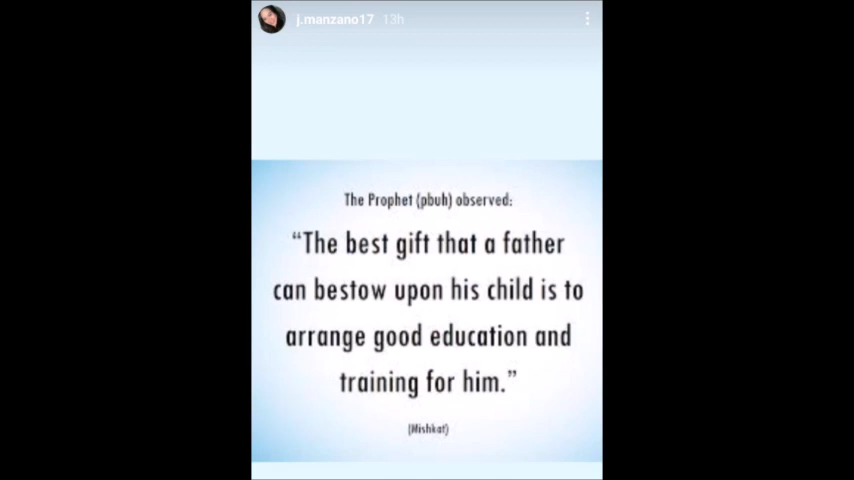 j.manzano17 13h
The Prophet (pbuh) observed:
“The best gift that a father
can bestow upon his child is to
arrange good education and
training for him.”
(Mishkat)